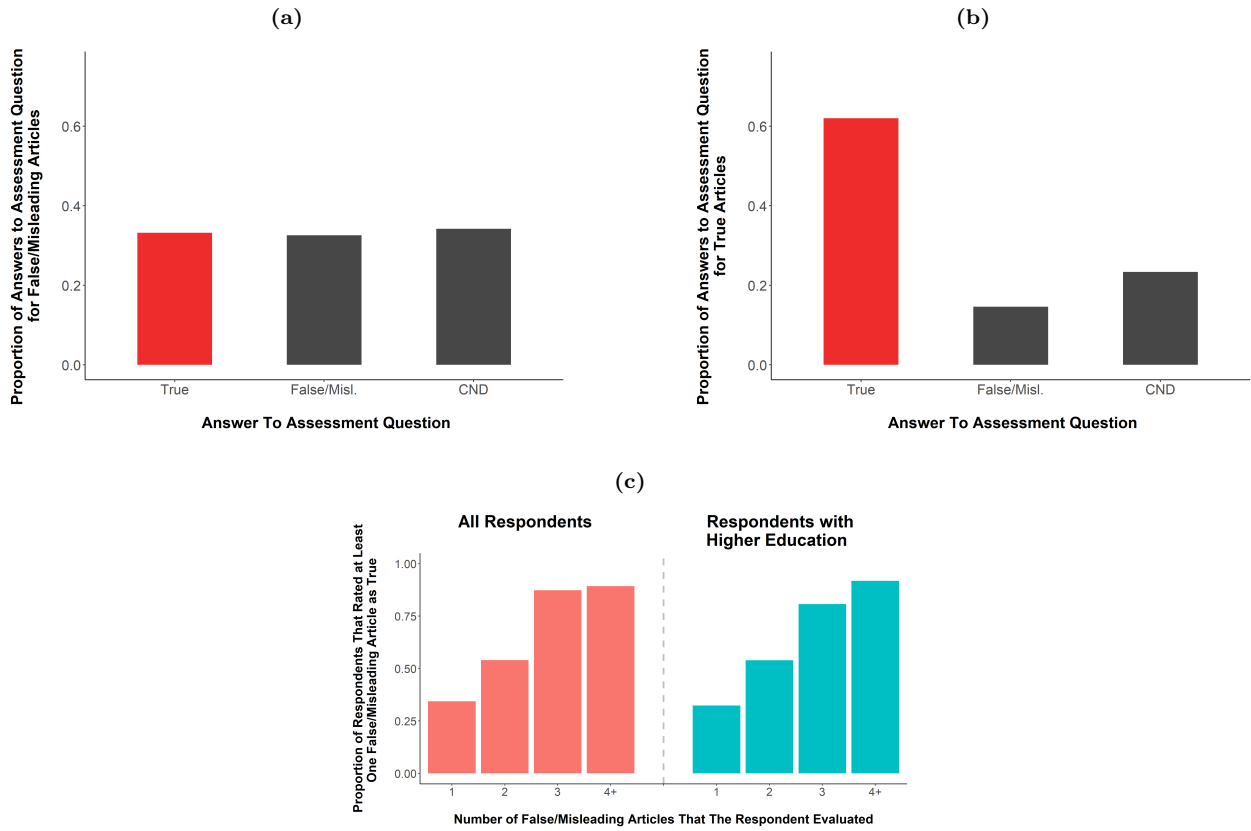 (a)
Proportion of Answers to Assessment Question
for False/Misleading Articles
0.6
0.4
0.2
0.0
True
False/Misl.
CND
Answer To Assessment Question
(b)
Proportion of Answers to Assessment Question
for True Articles
0.6
0.4
0.2
0.0
True
False/Misl.
CND
Answer To Assessment Question
(c)
All Respondents
Respondents with
Higher Education
Proportion of Respondents That Rated at Least
One False/Misleading Article as True
1.00
0.75
0.50
0.25
0.00
1
2
3
4+
1
2
3
4+
Number of False/Misleading Articles That The Respondent Evaluated